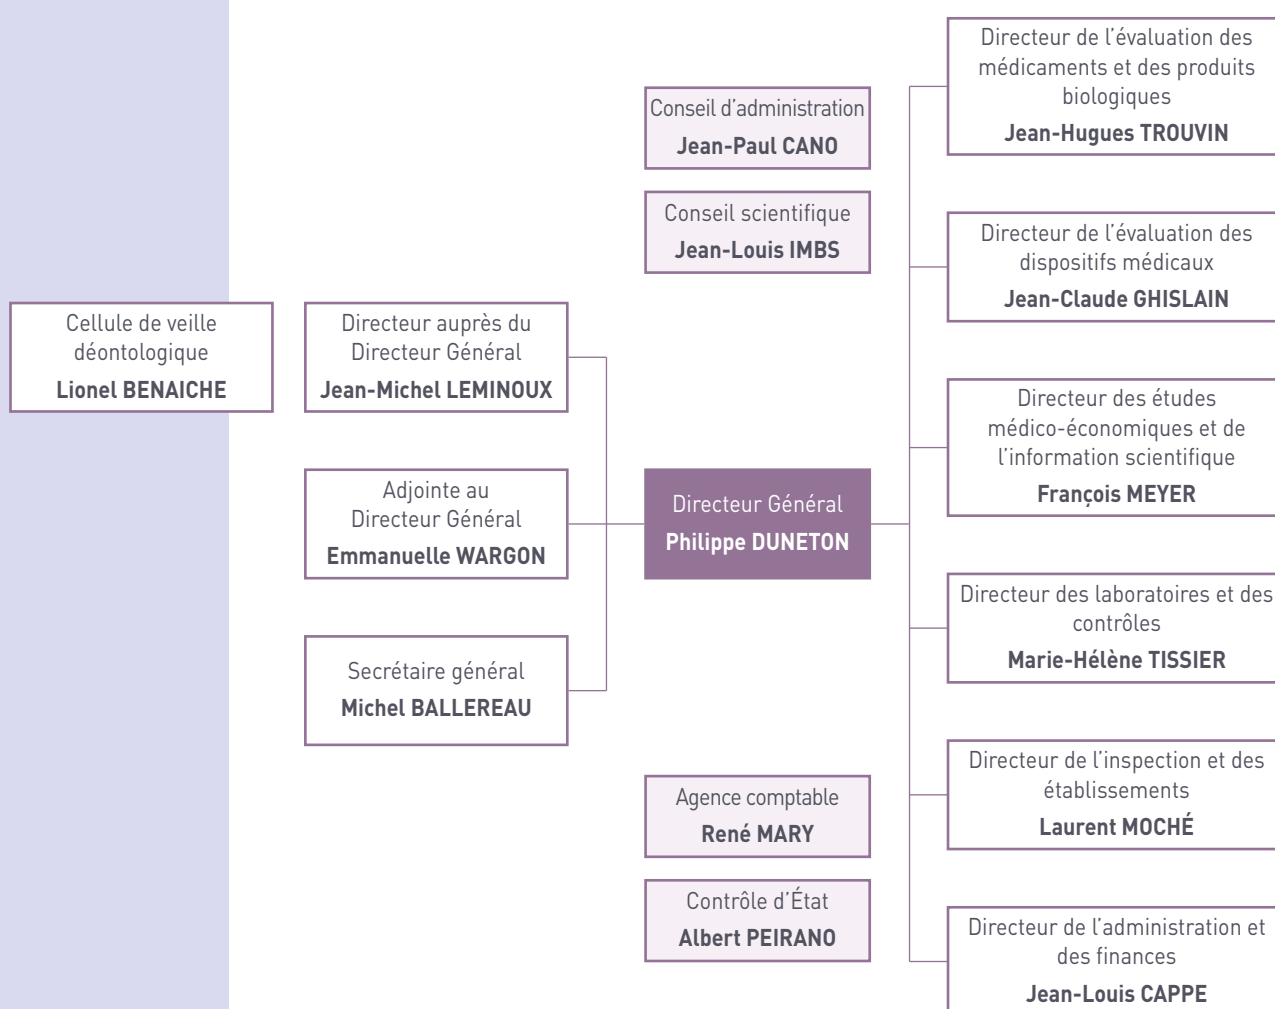 Cellule de veille
déontologique
Lionel BENAICHE
Directeur auprès du
Directeur Général
Jean-Michel LEMINOUX
Adjointe au
Directeur Général
Emmanuelle WARGON
Secrétaire général
Michel BALLEREAU
Conseil d’administration
Jean-Paul CANO
Conseil scientifique
Jean-Louis IMBS
Directeur Général
Philippe DUNETON
Agence comptable
René MARY
Contrôle d’État
Albert PEIRANO
Directeur de l’évaluation des
médicaments et des produits
biologiques
Jean-Hugues TROUVIN
Directeur de l’évaluation des
dispositifs médicaux
Jean-Claude GHISLAIN
Directeur des études
médico-économiques et de
l’information scientifique
François MEYER
Directeur des laboratoires et des
contrôles
Marie-Hélène TISSIER
Directeur de l’inspection et des
établissements
Laurent MOCHÉ
Directeur de l’administration et
des finances
Jean-Louis CAPPE